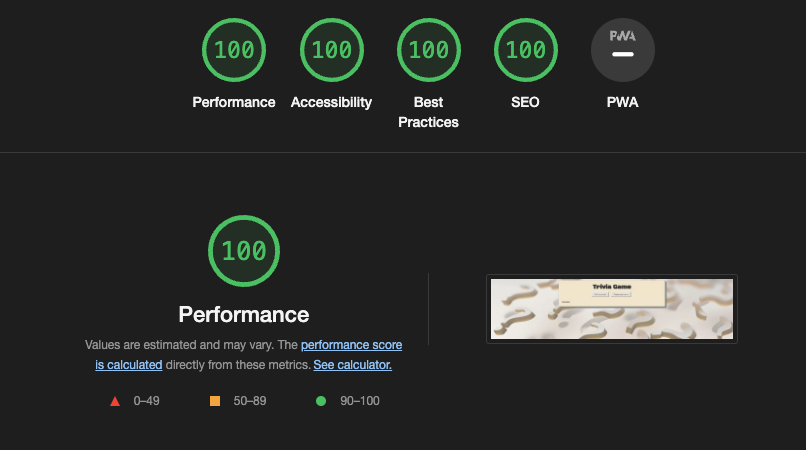 100
100
100
100
PWA
Performance
Accessibility
Best
Practices
SEO
PWA
100
Performance
Values are estimated and may vary. The performance score
is calculated directly from these metrics. See calculator.
0–49
50–89
90–100
Trivia Game